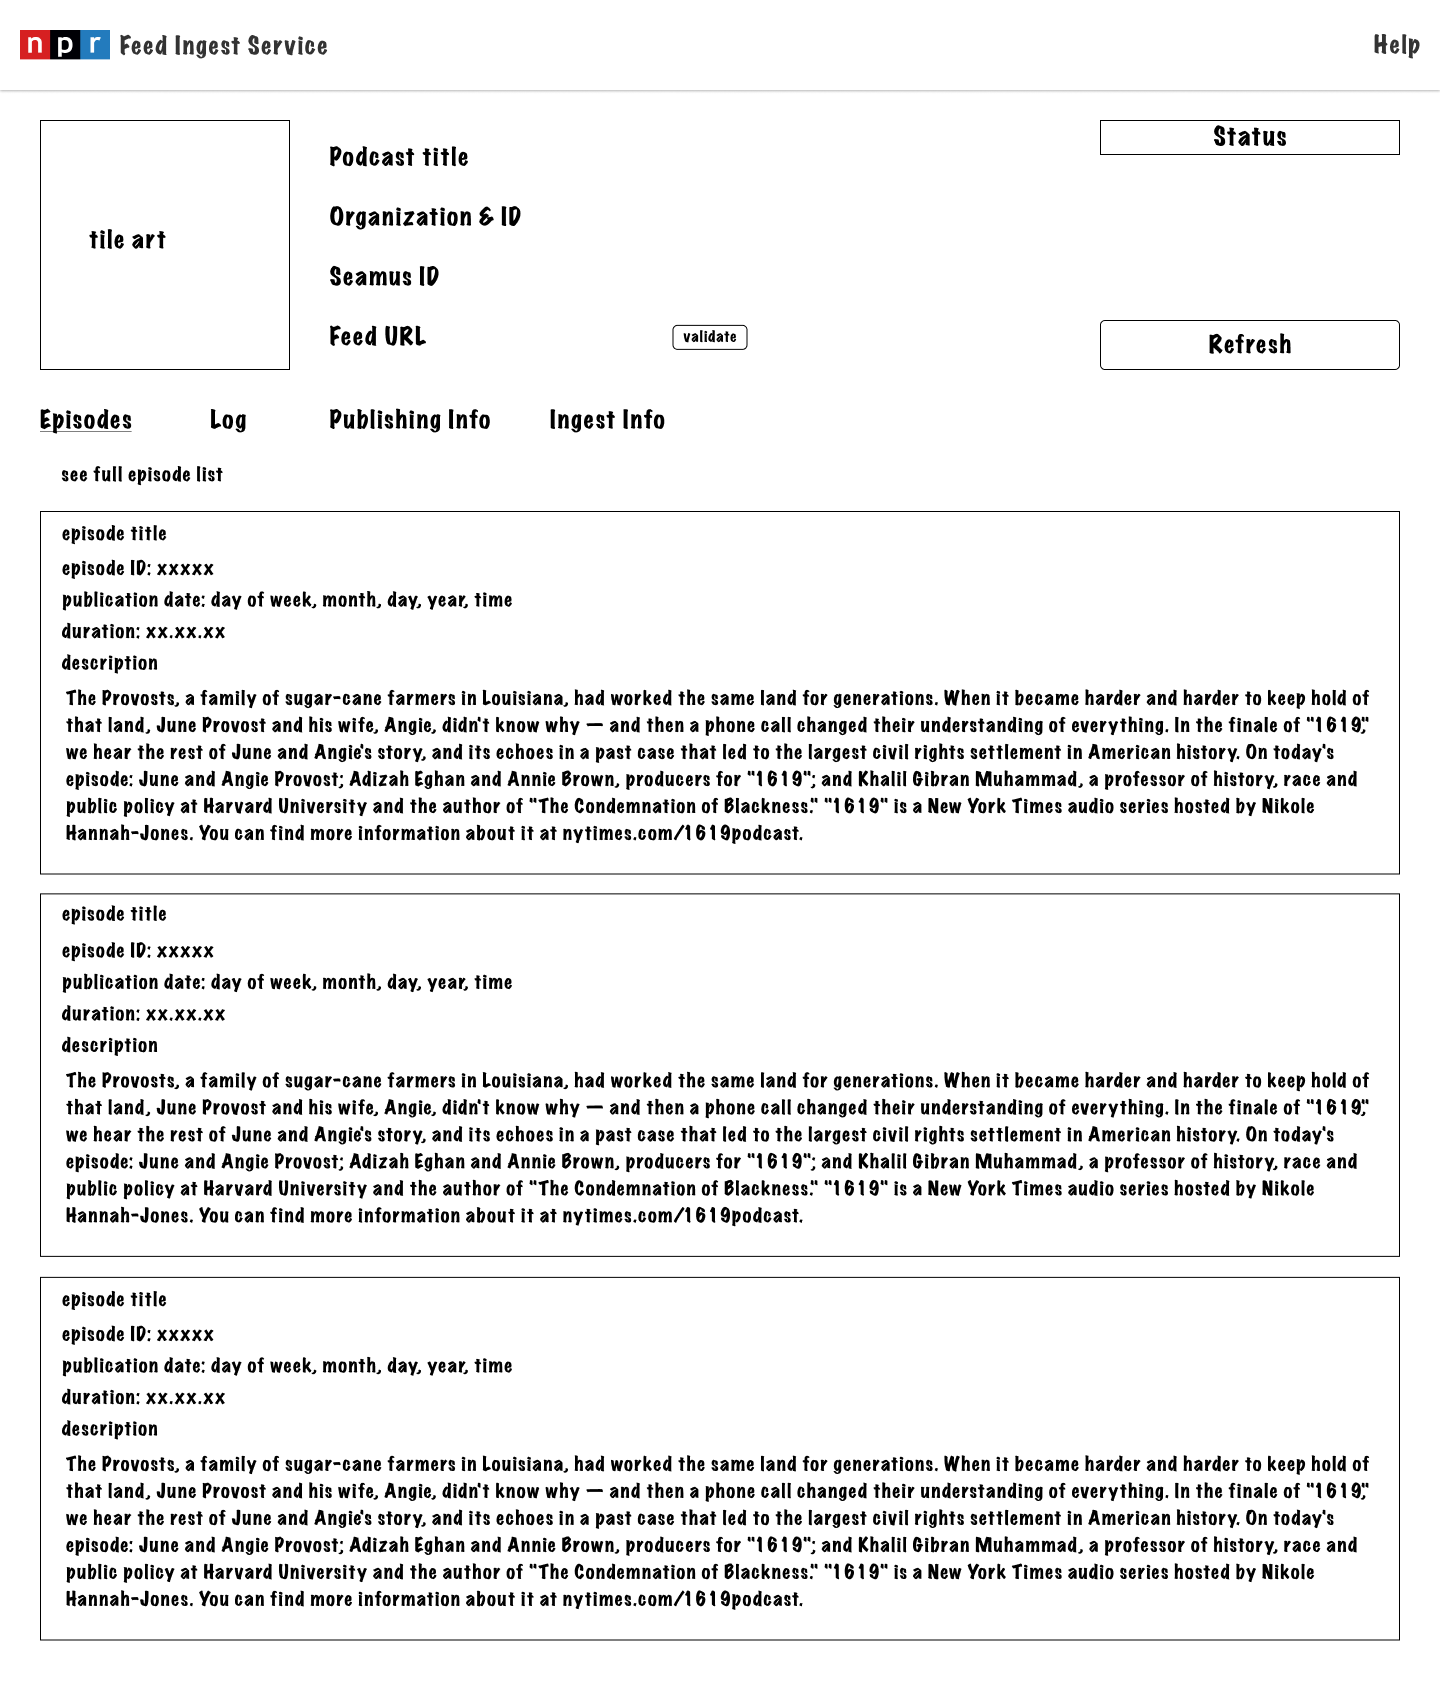 npr Feed Ingest Service
Help
tile art
Podcast title
Organization & ID
Seamus ID
Feed URL
validate
Status
Refresh
Episodes
Log
Publishing Info
Ingest Info
see full episode list
episode title
episode ID: xxxxx
publication date: day of week, month, day, year, time
duration: xx.xx.xx
description
The Provosts, a family of sugar-cane farmers in Louisiana, had worked the same land for generations. When it became harder and harder to keep hold of
that land, June Provost and his wife, Angie, didn't know why — and then a phone call changed their understanding of everything. In the finale of "1619,"
we hear the rest of June and Angie's story, and its echoes in a past case that led to the largest civil rights settlement in American history. On today's
episode: June and Angie Provost; Adizah Eghan and Annie Brown, producers for "1619"; and Khalil Gibran Muhammad, a professor of history, race and
public policy at Harvard University and the author of "The Condemnation of Blackness." "1619" is a New York Times audio series hosted by Nikole
Hannah-Jones. You can find more information about it at nytimes.com/1619podcast.
episode title
episode ID: xxxxx
publication date: day of week, month, day, year, time
duration: xx.xx.xx
description
The Provosts, a family of sugar-cane farmers in Louisiana, had worked the same land for generations. When it became harder and harder to keep hold of
that land, June Provost and his wife, Angie, didn't know why — and then a phone call changed their understanding of everything. In the finale of "1619,"
we hear the rest of June and Angie's story, and its echoes in a past case that led to the largest civil rights settlement in American history. On today's
episode: June and Angie Provost; Adizah Eghan and Annie Brown, producers for "1619"; and Khalil Gibran Muhammad, a professor of history, race and
public policy at Harvard University and the author of "The Condemnation of Blackness." "1619" is a New York Times audio series hosted by Nikole
Hannah-Jones. You can find more information about it at nytimes.com/1619podcast.
episode title
episode ID: xxxxx
publication date: day of week, month, day, year, time
duration: xx.xx.xx
description
The Provosts, a family of sugar-cane farmers in Louisiana, had worked the same land for generations. When it became harder and harder to keep hold of
that land, June Provost and his wife, Angie, didn't know why — and then a phone call changed their understanding of everything. In the finale of "1619,"
we hear the rest of June and Angie's story, and its echoes in a past case that led to the largest civil rights settlement in American history. On today's
episode: June and Angie Provost; Adizah Eghan and Annie Brown, producers for "1619"; and Khalil Gibran Muhammad, a professor of history, race and
public policy at Harvard University and the author of "The Condemnation of Blackness." "1619" is a New York Times audio series hosted by Nikole
Hannah-Jones. You can find more information about it at nytimes.com/1619podcast.